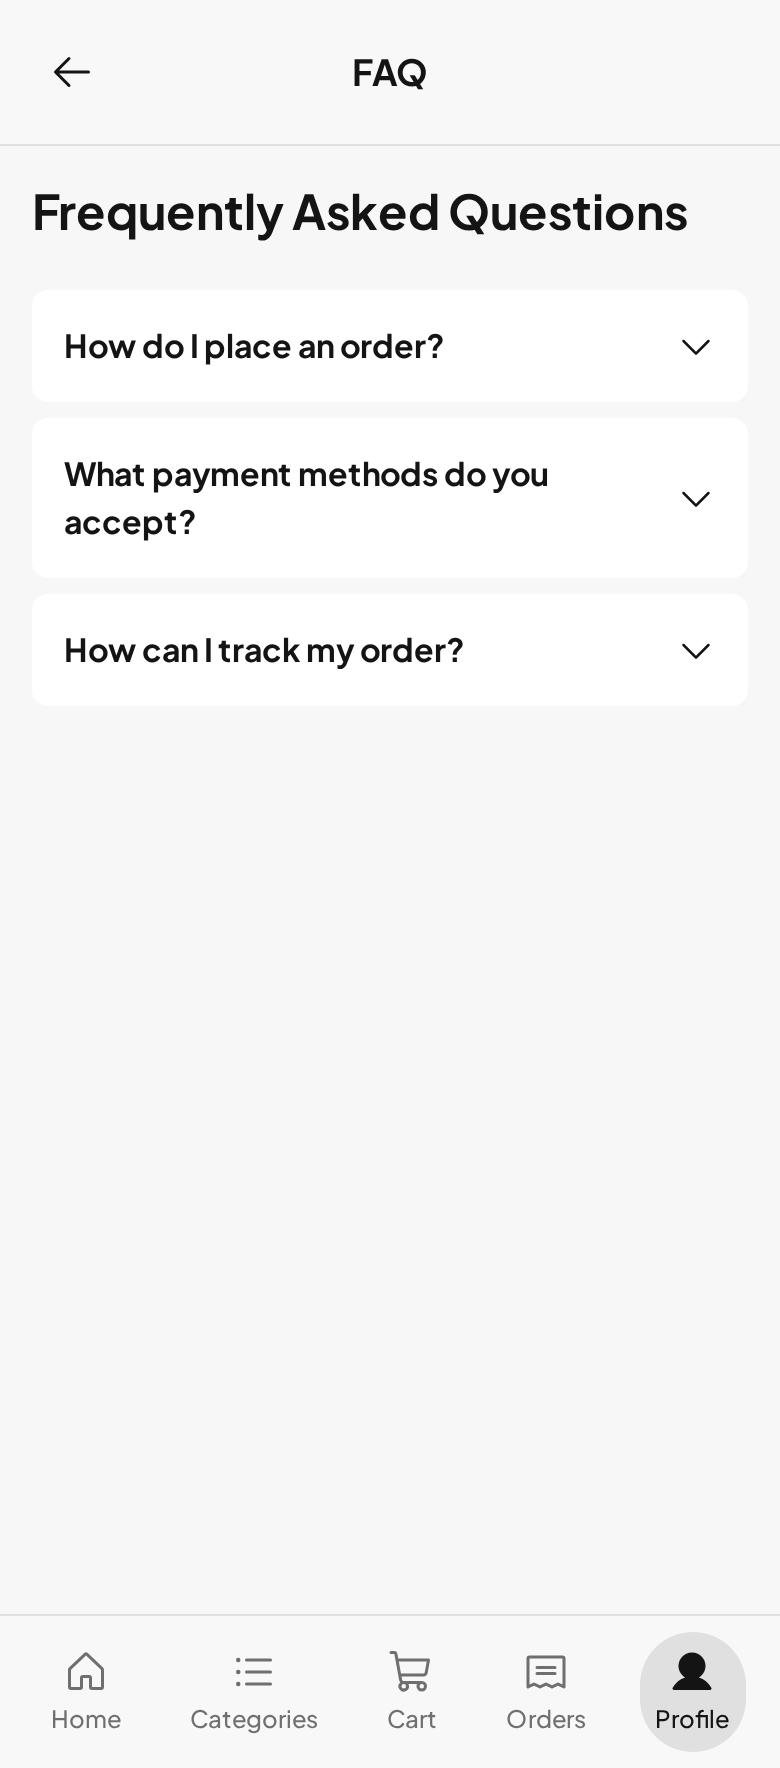 FAQ
Frequently Asked Questions
How do I place an order?
What payment methods do you
accept?
How can I track my order?
Home
Categories
Cart
Orders
Profile